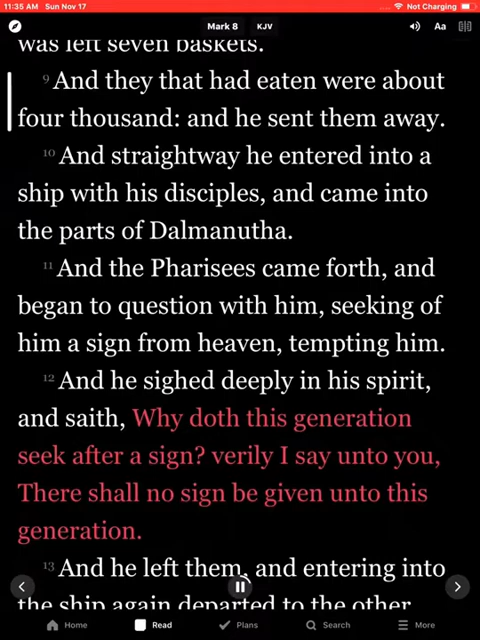 11:35 AM Sun Nov 17
Not Charging
Mark 8 KJV
Aa
was left seven baskets.
9 And they that had eaten were about
four thousand: and he sent them away.
10 And straightway he entered into a
ship with his disciples, and came into
the parts of Dalmanutha.
11 And the Pharisees came forth, and
began to question with him, seeking of
him a sign from heaven, tempting him.
12 And he sighed deeply in his spirit,
and saith, Why doth this generation
seek after a sign? verily I say unto you,
There shall no sign be given unto this
generation.
13 And he left them, and entering into
the ship again departed to the other
Home Read Plans Search More